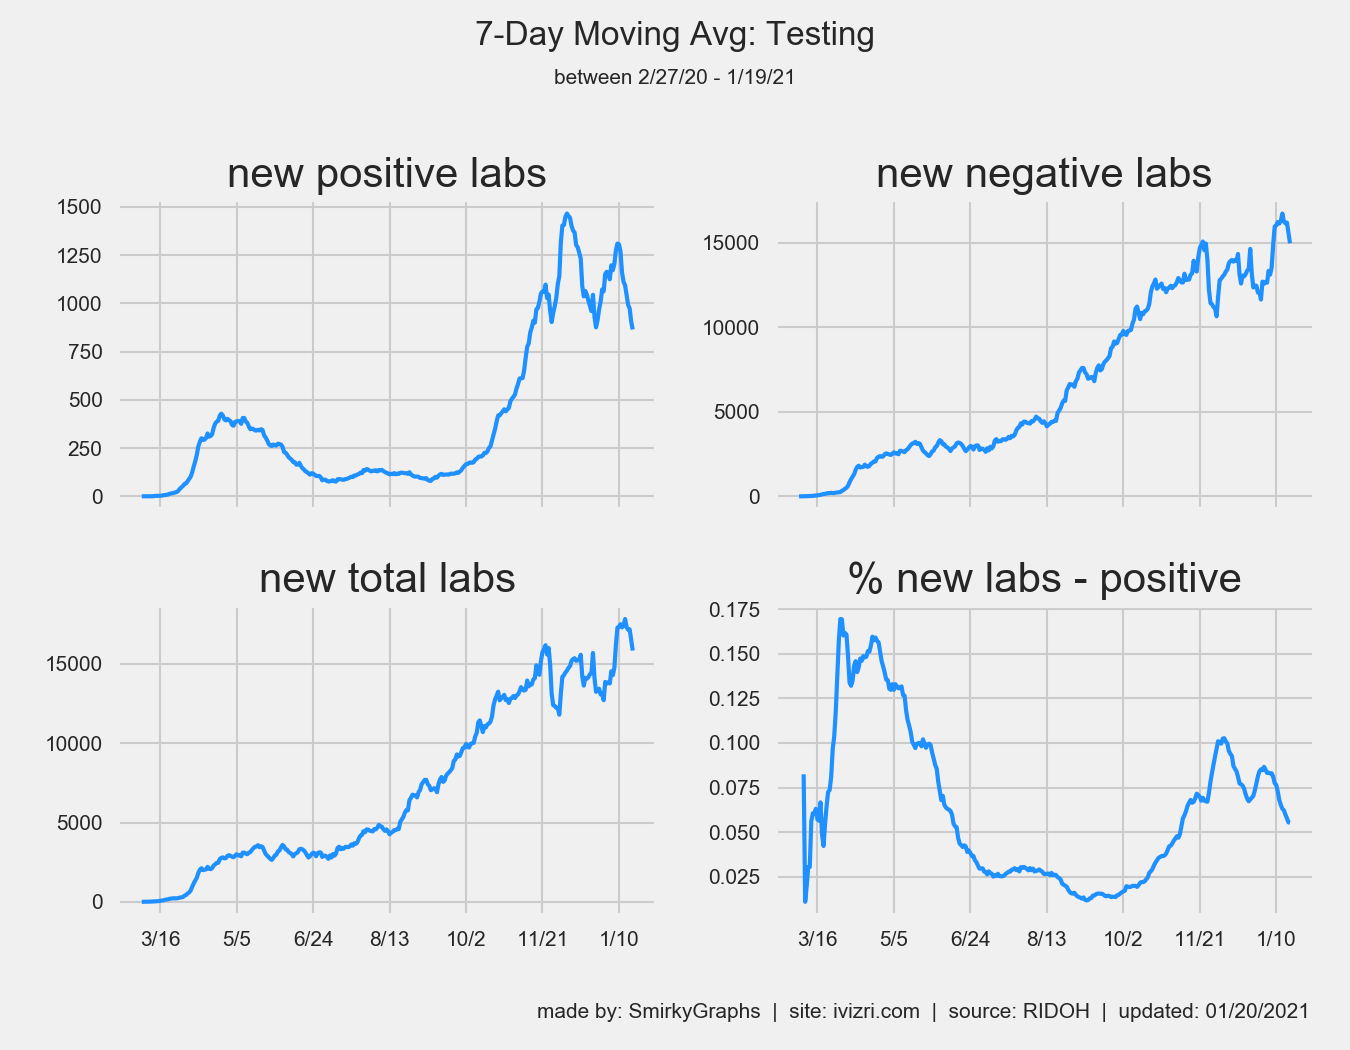 7-Day Moving Avg: Testing
between 2/27/20 - 1/19/21
new positive labs
1500
1250
1000
750
500
250
0
new negative labs
15000
10000
5000
0
new total labs
15000
10000
5000
0
3/16 5/5 6/24 8/13 10/2 11/21 1/10
% new labs - positive
0.175
0.150
0.125
0.100
0.075
0.050
0.025
3/16 5/5 6/24 8/13 10/2 11/21 1/10
made by: SmirkyGraphs | site: ivizri.com | source: RIDOH | updated: 01/20/2021